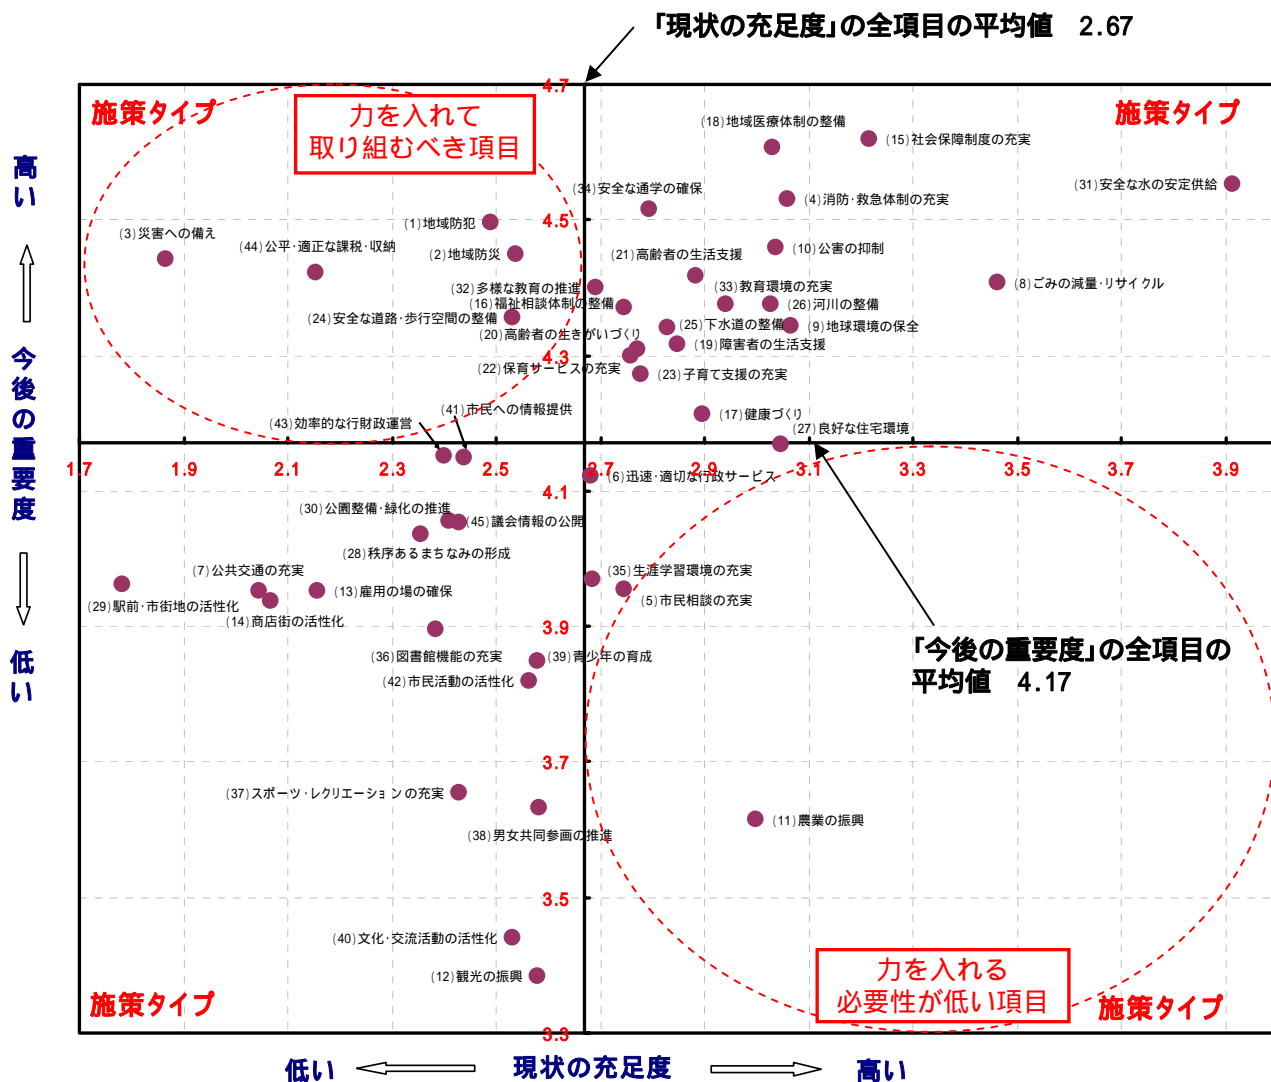 「現状の充足度」の全項目の平均値 2.67
4.7
施策タイプ
力を入れて
取り組むべき項目
施策タイプ
(18)地域医療体制の整備
(15)社会保障制度の充実
高い
(34)安全な通学の確保
(31)安全な水の安定供給
(4)消防・救急体制の充実
4.5
(1)地域防犯
(3)災害への備え
(44)公平・適正な課税・収納
(2)地域防災
(21)高齢者の生活支援
(10)公害の抑制
(32)多様な教育の推進
(33)教育環境の充実
(8)ごみの減量・リサイクル
(16)福祉相談体制の整備
(26)河川の整備
(24)安全な道路・歩行空間の整備
(25)下水道の整備
(9)地球環境の保全
(20)高齢者の生きがいづくり
(19)障害者の生活支援
4.3
(22)保育サービスの充実
(23)子育て支援の充実
今後の重要度
(41)市民への情報提供
(43)効率的な行財政運営
(17)健康づくり
(27)良好な住宅環境
1.7 1.9 2.1 2.3 2.5 2.7 2.9 3.1 3.3 3.5 3.7 3.9
(6)迅速・適切な行政サービス
4.1
(30)公園整備・緑化の推進
(45)議会情報の公開
(28)秩序あるまちなみの形成
(7)公共交通の充実
(35)生涯学習環境の充実
(13)雇用の場の確保
(5)市民相談の充実
(29)駅前・市街地の活性化
(14)商店街の活性化
3.9
低い
(36)図書館機能の充実
(39)青少年の育成
(42)市民活動の活性化
「今後の重要度」の全項目の
平均値 4.17
3.7
(37)スポーツ・レクリエーションの充実
(38)男女共同参画の推進
(11)農業の振興
3.5
(40)文化・交流活動の活性化
(12)観光の振興
力を入れる
必要性が低い項目
施策タイプ
施策タイプ
3.3
低い 現状の充足度 高い